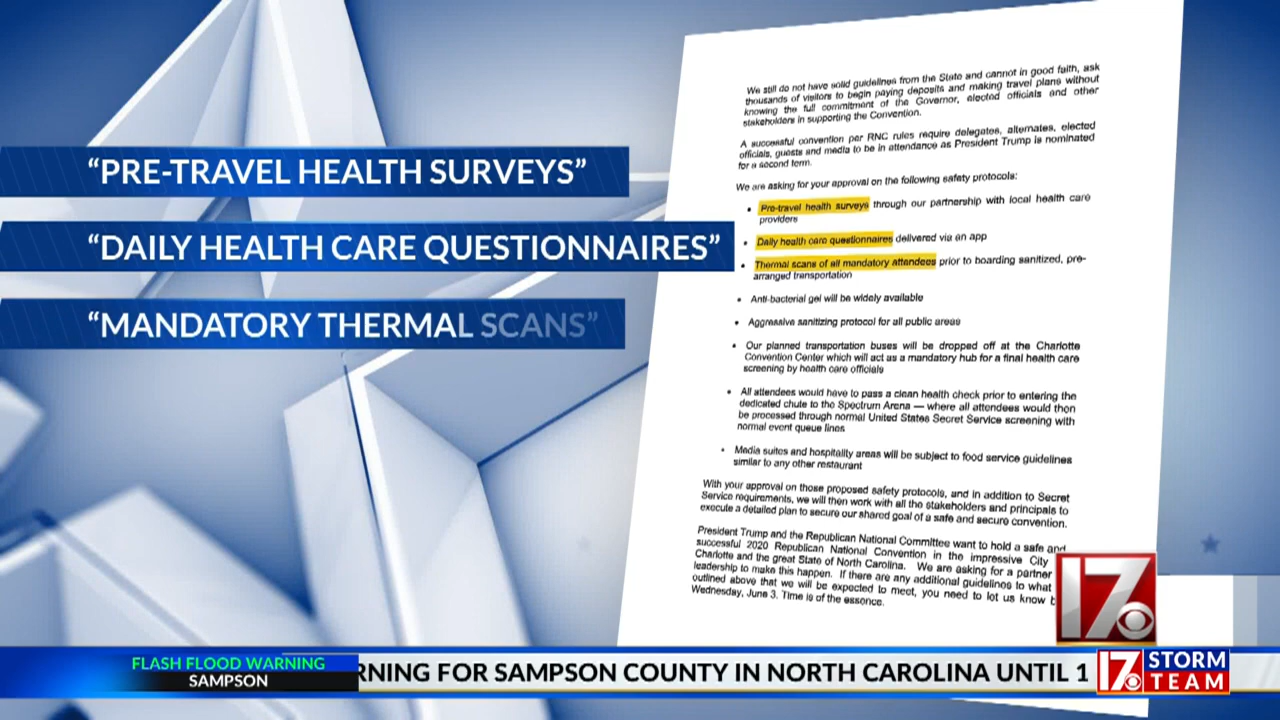 “PRE-TRAVEL HEALTH SURVEYS”
“DAILY HEALTH CARE QUESTIONNAIRES”
“MANDATORY THERMAL SCANS”
We still do not have solid guidelines from the State and cannot in good faith, ask
thousands of visitors to begin paying deposits and making travel plans without
knowing the full commitment of the Governor, elected officials and other
stakeholders in supporting the Convention.
A successful convention per RNC rules require delegates, alternates, elected
officials, guests and media to be in attendance as President Trump is nominated
for a second term.
We are asking for your approval on the following safety protocols:
• Pre-travel health surveys through our partnership with local health care
providers
• Daily health care questionnaires delivered via an app
• Thermal scans of all mandatory attendees prior to boarding sanitized, pre-
arranged transportation
• Anti-bacterial gel will be widely available
• Aggressive sanitizing protocol for all public areas
• Our planned transportation buses will be dropped off at the Charlotte
Convention Center which will act as a mandatory hub for a final health care
screening by health care officials
• All attendees would have to pass a clean health check prior to entering the
dedicated chute to the Spectrum Arena — where all attendees would then
be processed through normal United States Secret Service screening with
normal event queue lines
• Media suites and hospitality areas will be subject to food service guidelines
similar to any other restaurant
With your approval on those proposed safety protocols, and in addition to Secret
Service requirements, we will then work with all the stakeholders and principals to
execute a detailed plan to secure our shared goal of a safe and secure convention.
President Trump and the Republican National Committee want to hold a safe and
successful 2020 Republican National Convention in the impressive City
Charlotte and the great State of North Carolina. We are asking for a partner
leadership to make this happen. If there are any additional guidelines to what
outlined above that we will be expected to meet, you need to let us know b
Wednesday, June 3. Time is of the essence.
17
FLASH FLOOD WARNING
SAMPSON
RNING FOR SAMPSON COUNTY IN NORTH CAROLINA UNTIL 1
17 STORM
TEAM